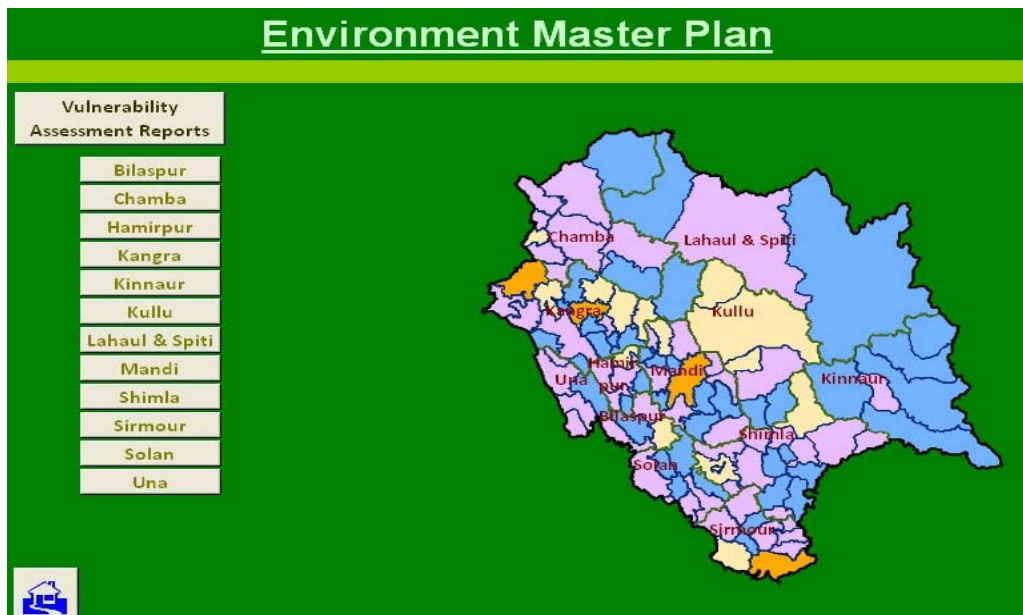 Environment Master Plan
Vulnerability
Assessment Reports
Bilaspur
Chamba
Hamirpur
Kangra
Kinnaur
Kullu
Lahaul & Spiti
Mandi
Shimla
Sirmour
Solan
Una
Chamba
Lahaul & Spiti
Kangra
Kullu
Hamir
pur
Mandi
Una
Kinnaur
Bilaspur
Shimla
Solan
Sirmour